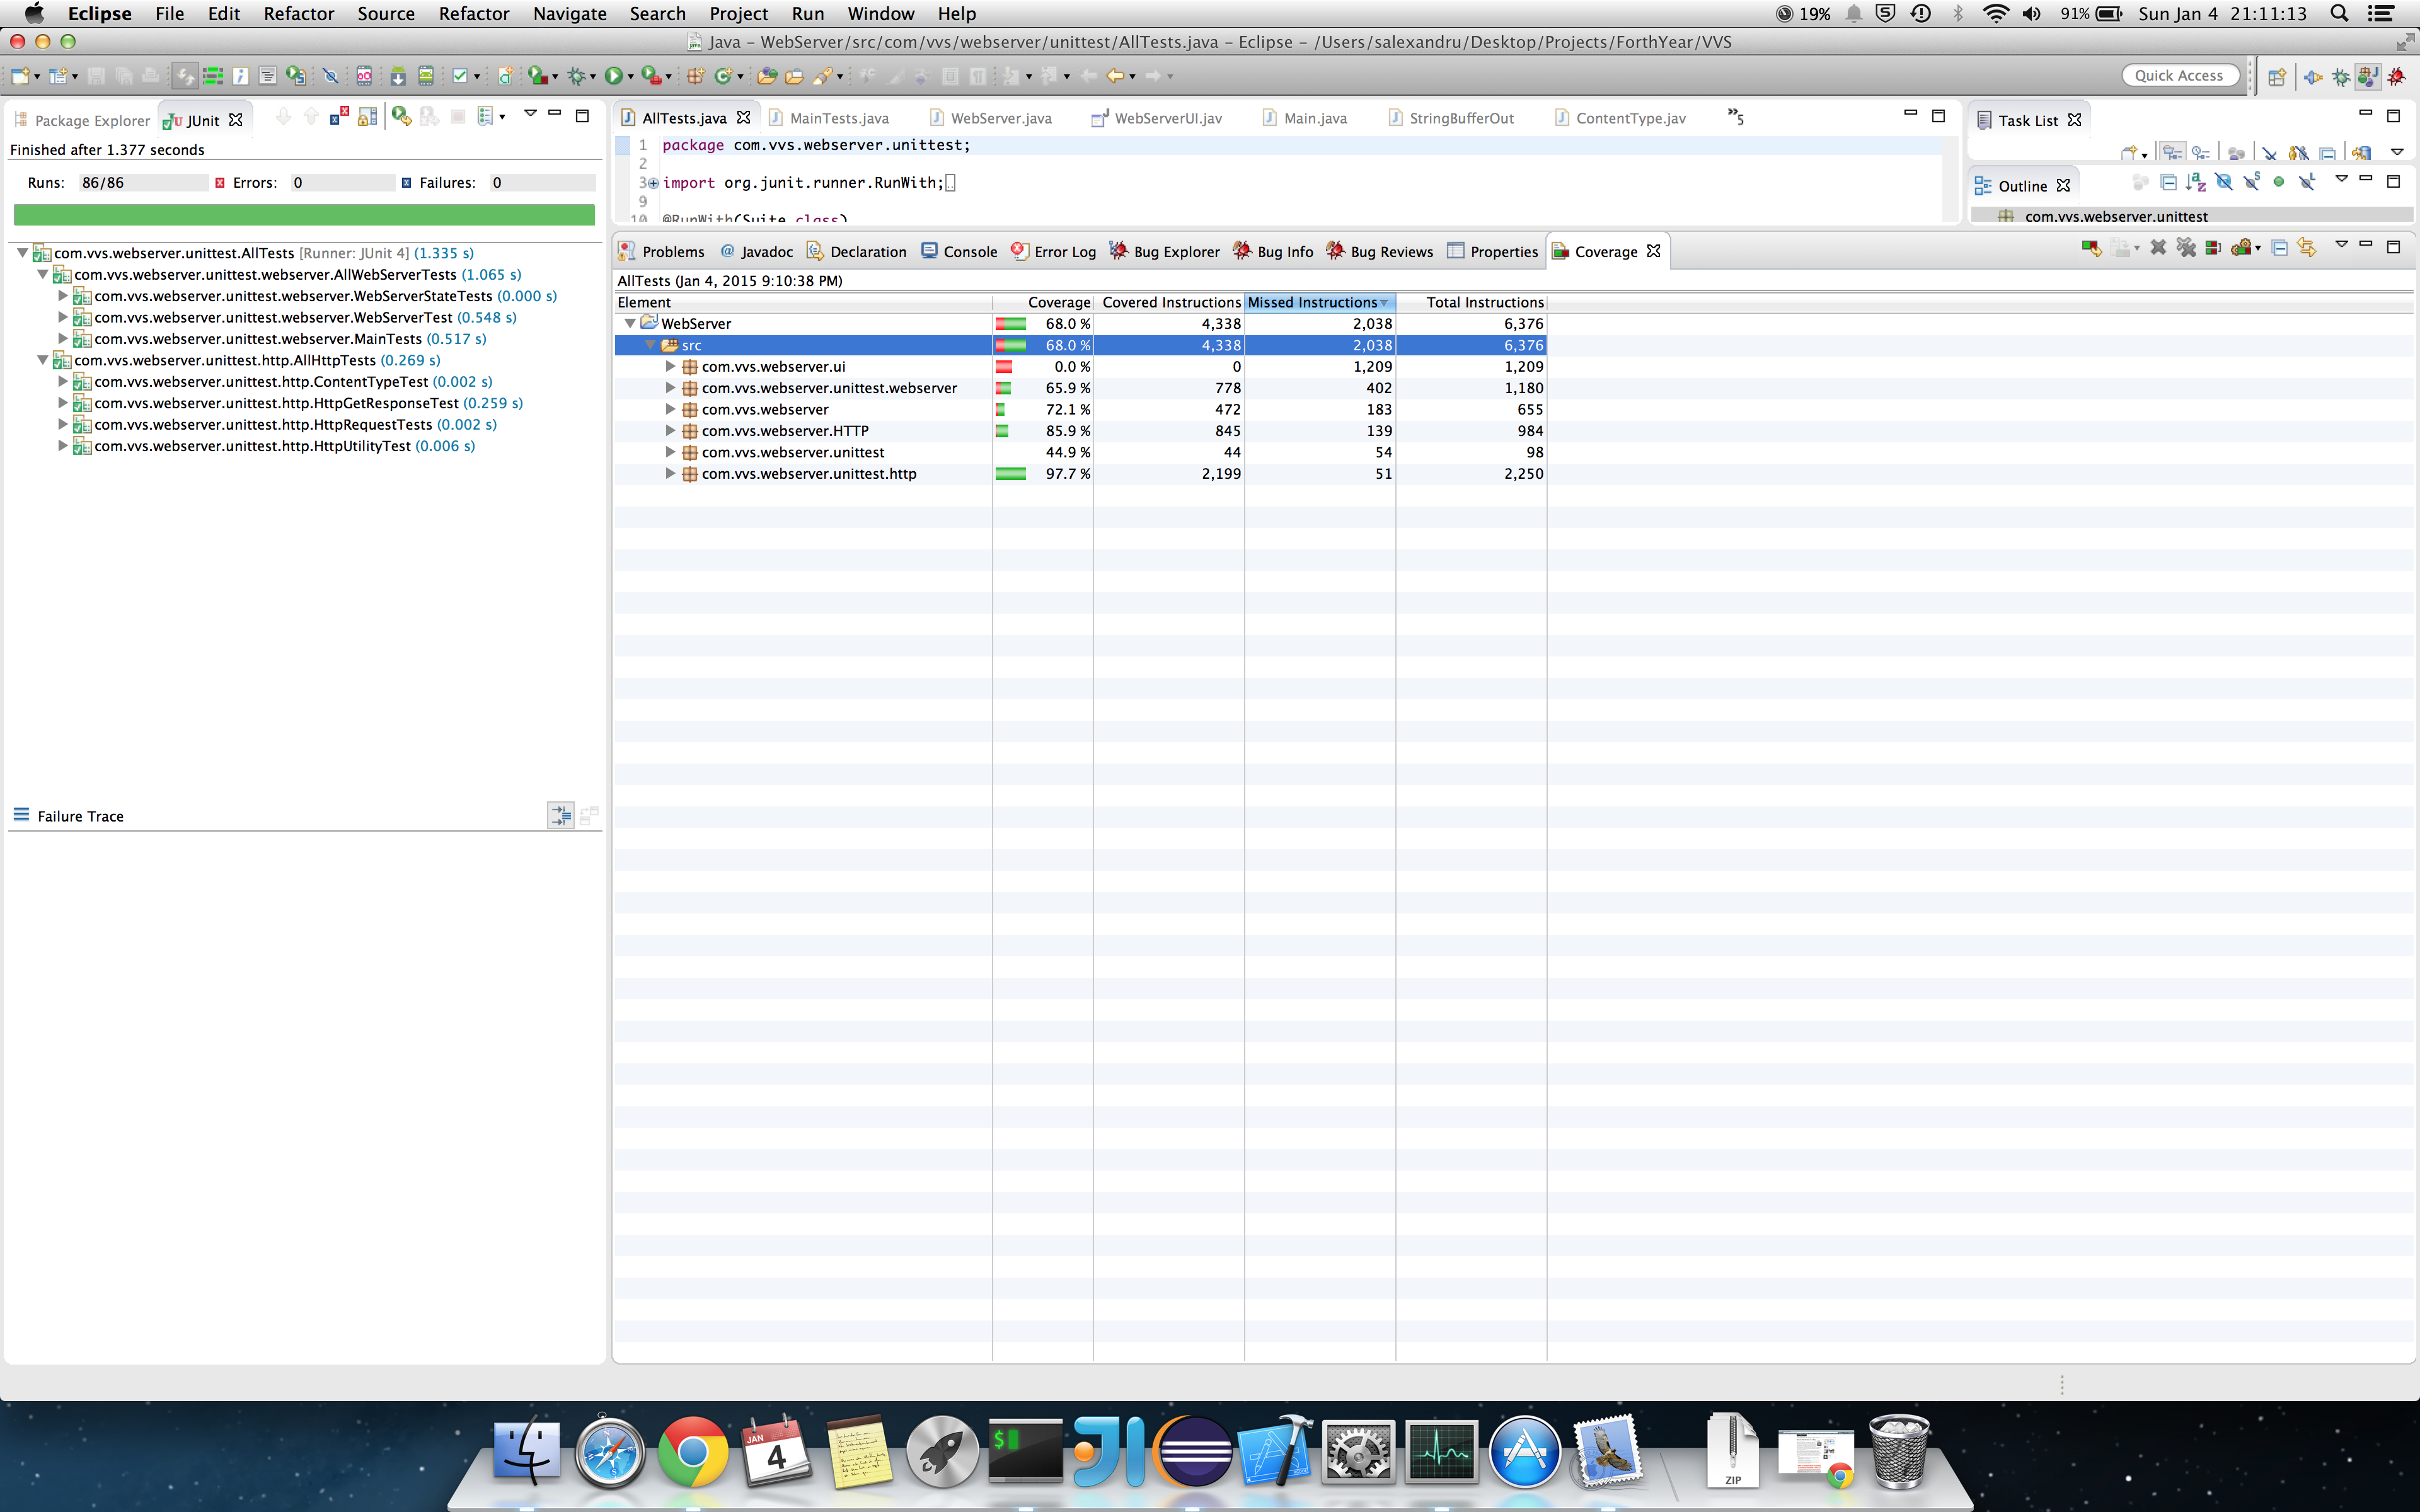 Eclipse File Edit Refactor Source Refactor Navigate Search Project Run Window Help 19% 91% Sun Jan 4 21:11:13
Java – WebServer/src/com/vvs/webserver/unittest/AllTests.java – Eclipse – /Users/salexandru/Desktop/Projects/ForthYear/VVS
Quick Access
Package Explorer JUnit
Finished after 1.377 seconds
Runs: 86/86 Errors: 0 Failures: 0
com.vvs.webserver.unittest.AllTests [Runner: JUnit 4] (1.335 s)
com.vvs.webserver.unittest.webserver.AllWebServerTests (1.065 s)
com.vvs.webserver.unittest.webserver.WebServerStateTests (0.000 s)
com.vvs.webserver.unittest.webserver.WebServerTest (0.548 s)
com.vvs.webserver.unittest.webserver.MainTests (0.517 s)
com.vvs.webserver.unittest.http.AllHttpTests (0.269 s)
com.vvs.webserver.unittest.http.ContentTypeTest (0.002 s)
com.vvs.webserver.unittest.http.HttpGetResponseTest (0.259 s)
com.vvs.webserver.unittest.http.HttpRequestTests (0.002 s)
com.vvs.webserver.unittest.http.HttpUtilityTest (0.006 s)
Failure Trace
AllTests.java MainTests.java WebServer.java WebServerUI.jav Main.java StringBufferOut ContentType.jav »5
1 package com.vvs.webserver.unittest;
2
3 import org.junit.runner.RunWith;
9
10 @RunWith(Suite.class)
Task List
Outline
com.vvs.webserver.unittest
Problems @ Javadoc Declaration Console Error Log Bug Explorer Bug Info Bug Reviews Properties Coverage
AllTests (Jan 4, 2015 9:10:38 PM)
Element Coverage Covered Instructions Missed Instructions Total Instructions
WebServer 68.0 % 4,338 2,038 6,376
src 68.0 % 4,338 2,038 6,376
com.vvs.webserver.ui 0.0 % 0 1,209 1,209
com.vvs.webserver.unittest.webserver 65.9 % 778 402 1,180
com.vvs.webserver 72.1 % 472 183 655
com.vvs.webserver.HTTP 85.9 % 845 139 984
com.vvs.webserver.unittest 44.9 % 44 54 98
com.vvs.webserver.unittest.http 97.7 % 2,199 51 2,250
JAN
4
$
ZIP